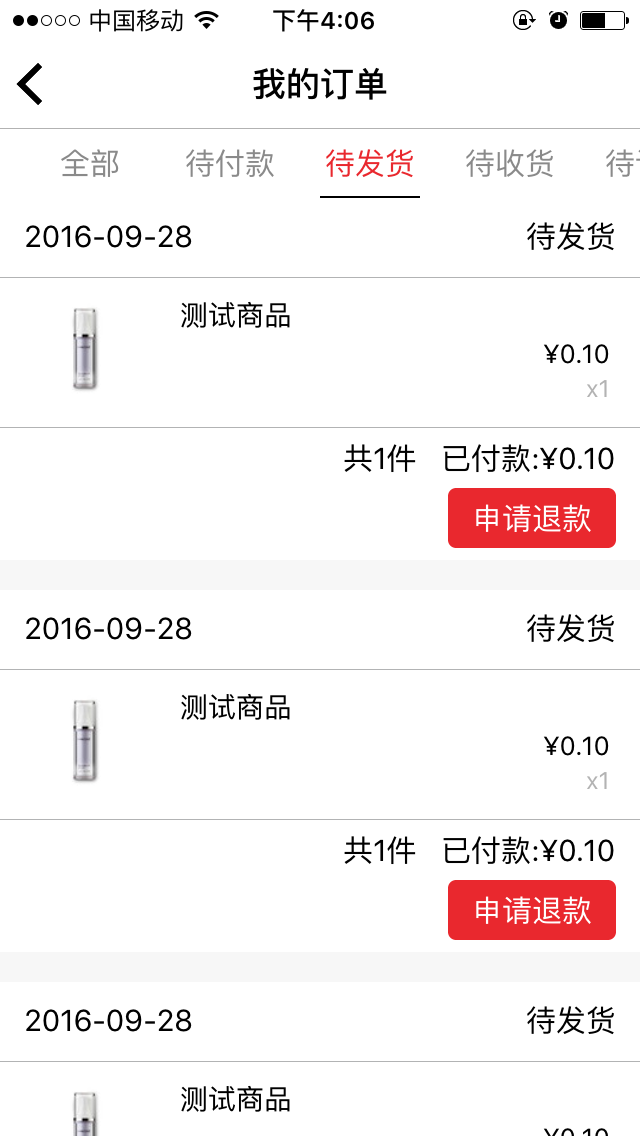 中国移动 下午4:06
我的订单
全部 待付款 待发货 待收货 待
2016-09-28 待发货
测试商品
¥0.10
x1
共1件 已付款:¥0.10
申请退款
2016-09-28 待发货
测试商品
¥0.10
x1
共1件 已付款:¥0.10
申请退款
2016-09-28 待发货
测试商品
¥0.10